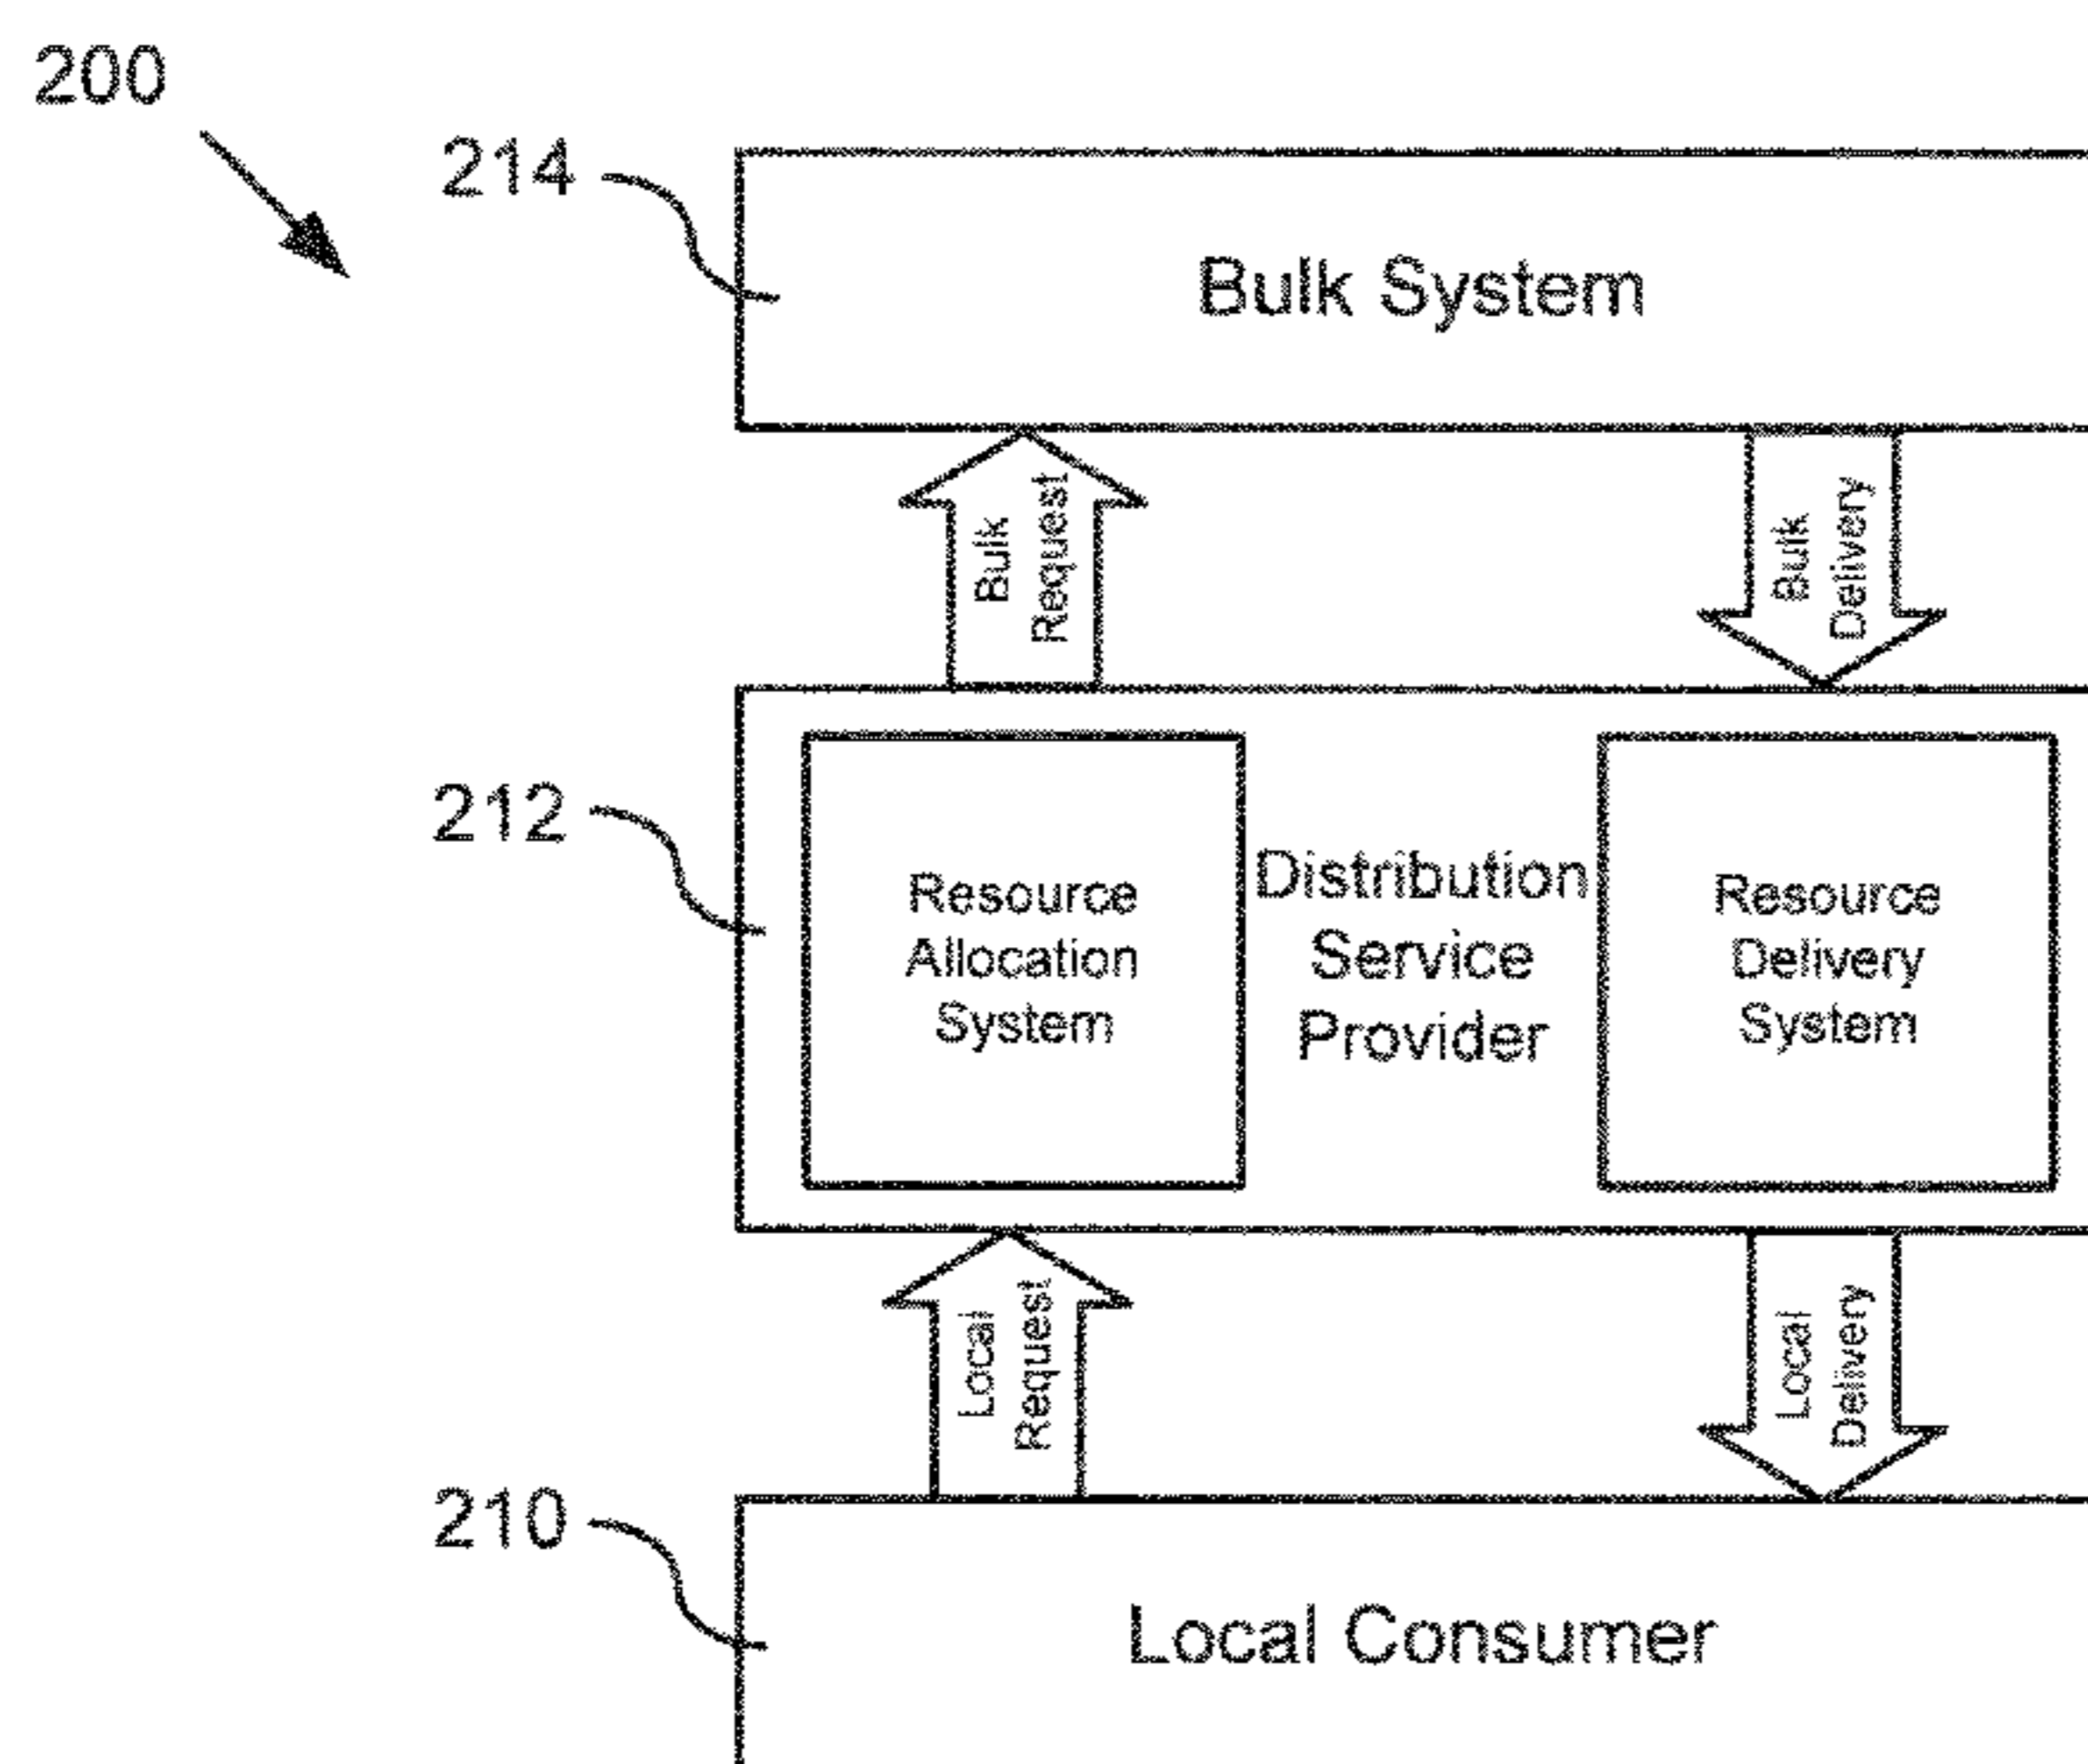 200
214
Bulk System
Bulk
Request
Bulk
Delivery
212
Resource
Allocation
System
Distribution
Service
Provider
Resource
Delivery
System
Local
Request
Local
Delivery
210
Local Consumer